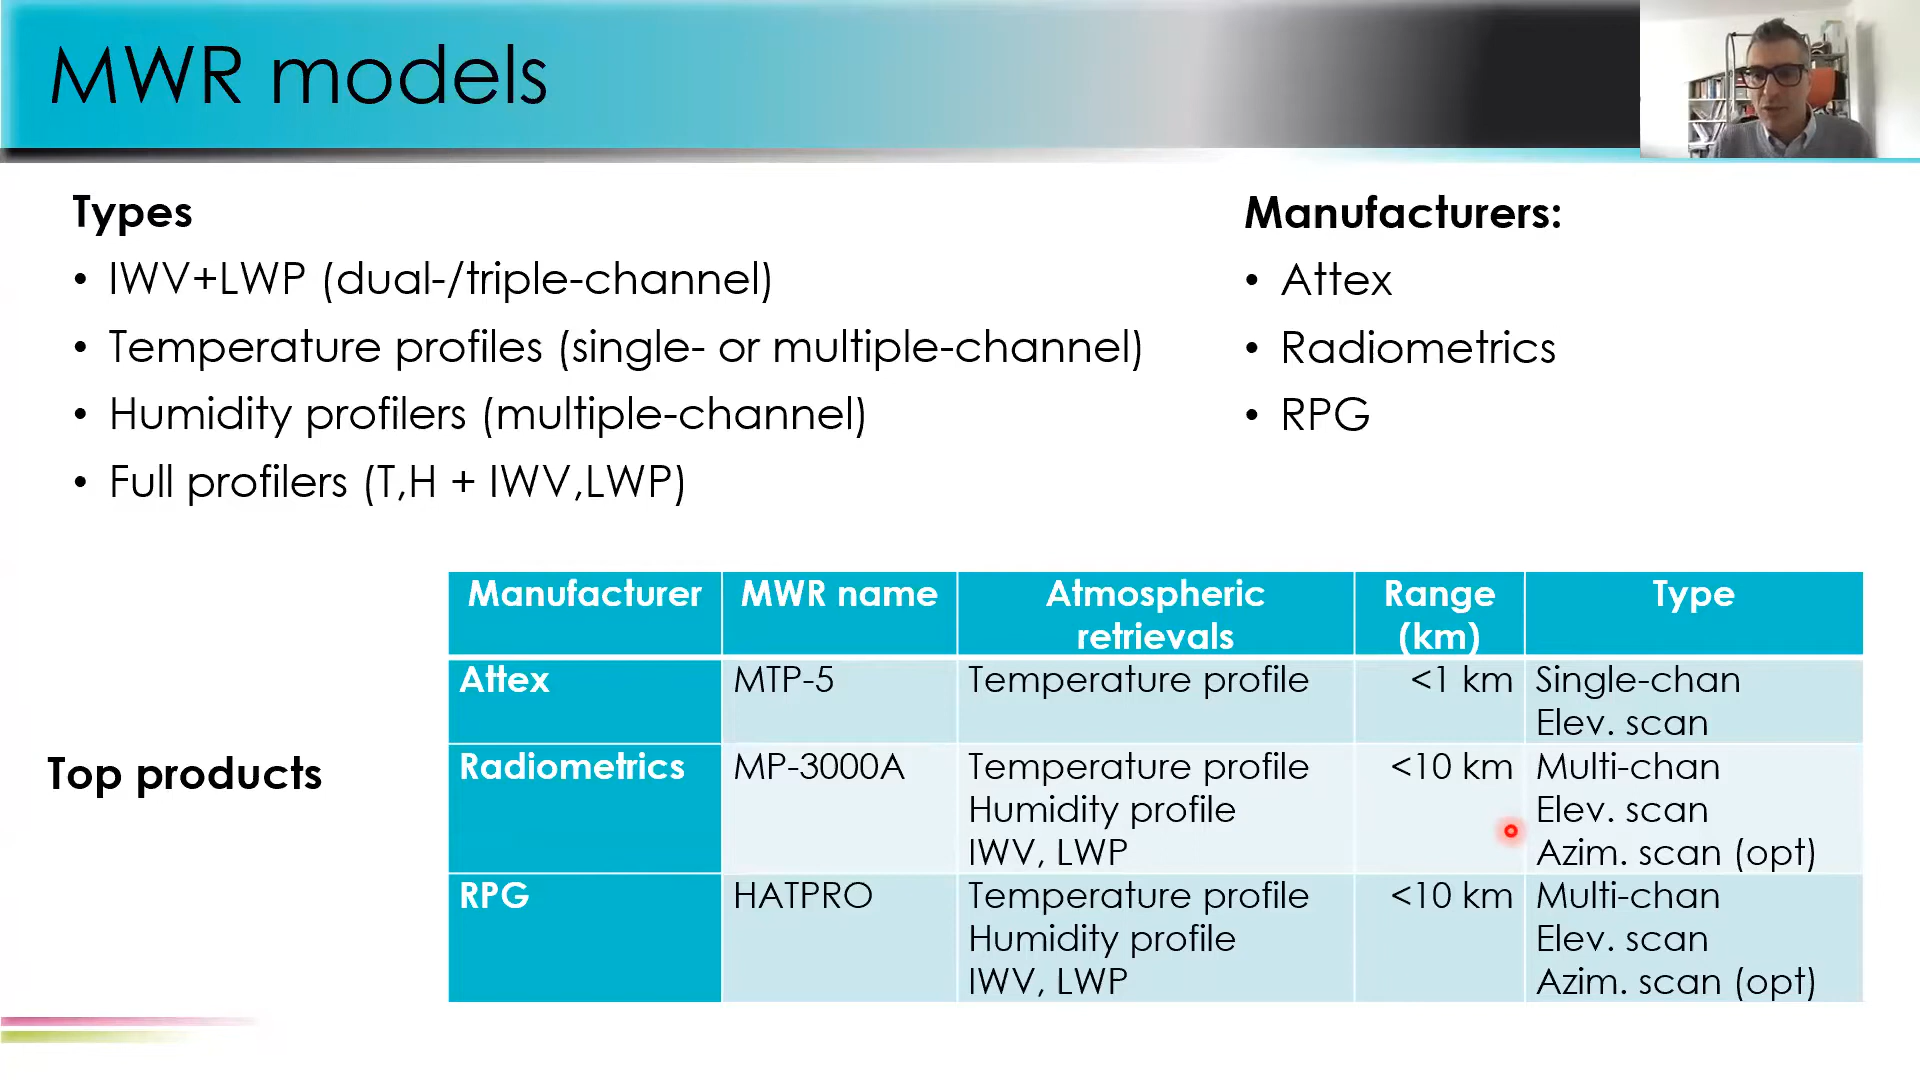 MWR models
Types
• IWV+LWP (dual-/triple-channel)
• Temperature profiles (single- or multiple-channel)
• Humidity profilers (multiple-channel)
• Full profilers (T,H + IWV,LWP)
Manufacturers:
• Attex
• Radiometrics
• RPG
Top products
Manufacturer MWR name Atmospheric retrievals Range (km) Type
Attex MTP-5 Temperature profile <1 km Single-chan
Elev. scan
Radiometrics MP-3000A Temperature profile <10 km Multi-chan
Humidity profile Elev. scan
IWV, LWP Azim. scan (opt)
RPG HATPRO Temperature profile <10 km Multi-chan
Humidity profile Elev. scan
IWV, LWP Azim. scan (opt)